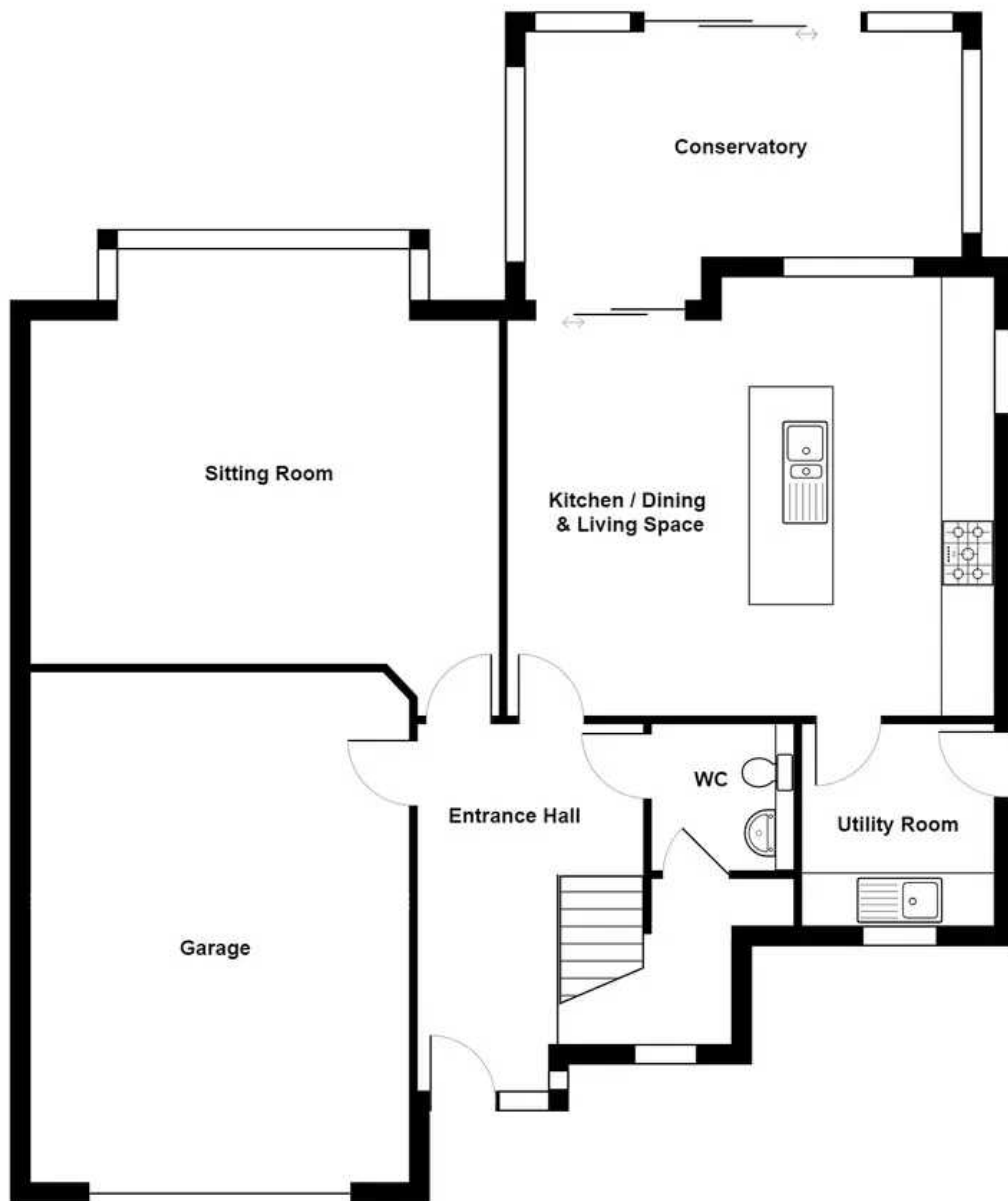 Conservatory
Sitting Room
Kitchen / Dining
& Living Space
WC
Entrance Hall
Utility Room
Garage